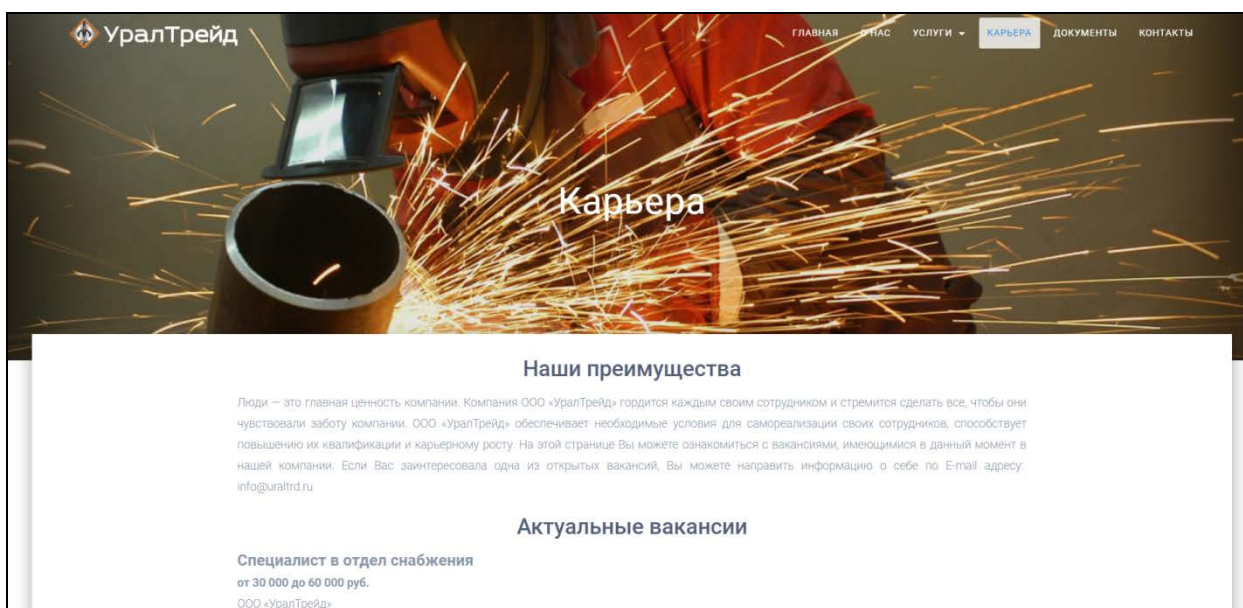 УралТрейд
ГЛАВНАЯ О НАС УСЛУГИ КАРЬЕРА ДОКУМЕНТЫ КОНТАКТЫ
Карьера
Наши преимущества
Люди — это главная ценность компании. Компания ООО «УралТрейд» гордится каждым своим сотрудником и стремится сделать все, чтобы они
чувствовали заботу компании. ООО «УралТрейд» обеспечивает необходимые условия для самореализации своих сотрудников, способствует
повышению их квалификации и карьерному росту. На этой странице Вы можете ознакомиться с вакансиями, имеющимися в данный момент в
нашей компании. Если Вас заинтересовала одна из открытых вакансий, Вы можете направить информацию о себе по E-mail адресу:
info@uraltrd.ru
Актуальные вакансии
Специалист в отдел снабжения
от 30 000 до 60 000 руб.
ООО «УралТрейд»